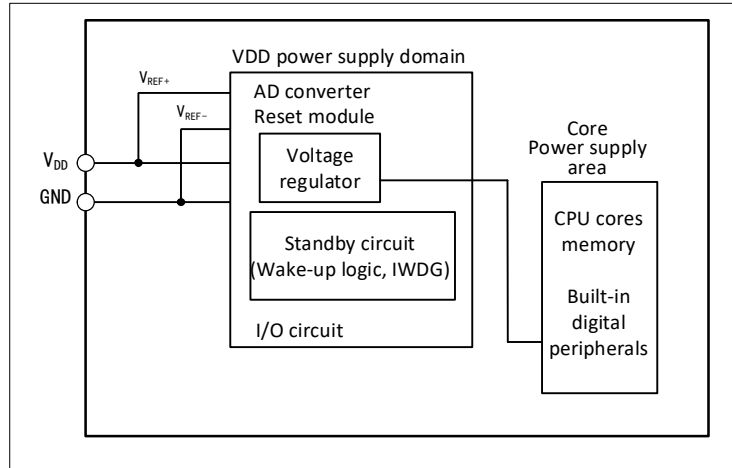 VDD power supply domain
VREF+
VREF-
VDD
GND
AD converter
Reset module
Voltage
regulator
Standby circuit
(Wake-up logic, IWDG)
I/O circuit
Core
Power supply
area
CPU cores
memory
Built-in
digital
peripherals